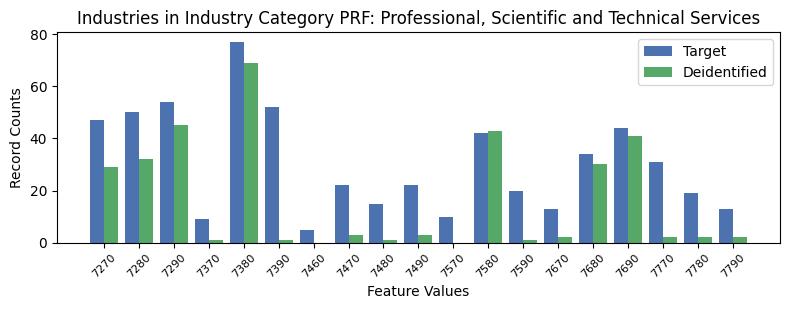 Industries in Industry Category PRF: Professional, Scientific and Technical Services
Target
Deidentified
Record Counts
80
60
40
20
0
7270 7280 7290 7370 7380 7390 7460 7470 7480 7490 7570 7580 7590 7670 7680 7690 7770 7780 7790
Feature Values